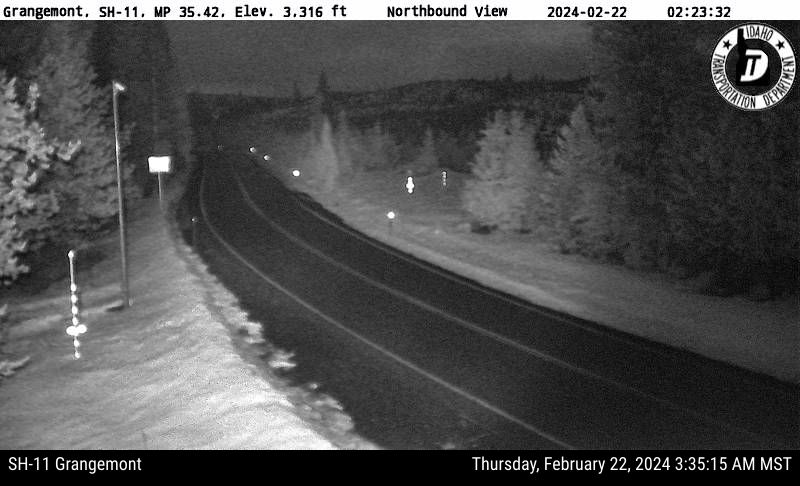 Grangemont, SH-11, MP 35.42, Elev. 3,316 ft Northbound View 2024-02-22 02:23:32
IDAHO
TRANSPORTATION DEPARTMENT
SH-11 Grangemont Thursday, February 22, 2024 3:35:15 AM MST